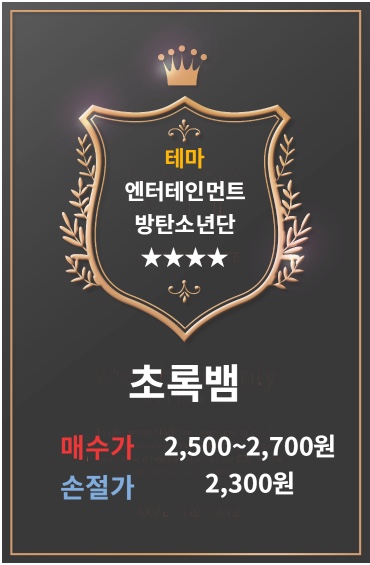 테마
엔터테인먼트
방탄소년단
★★★★
초록뱀
매수가 2,500~2,700원
손절가 2,300원